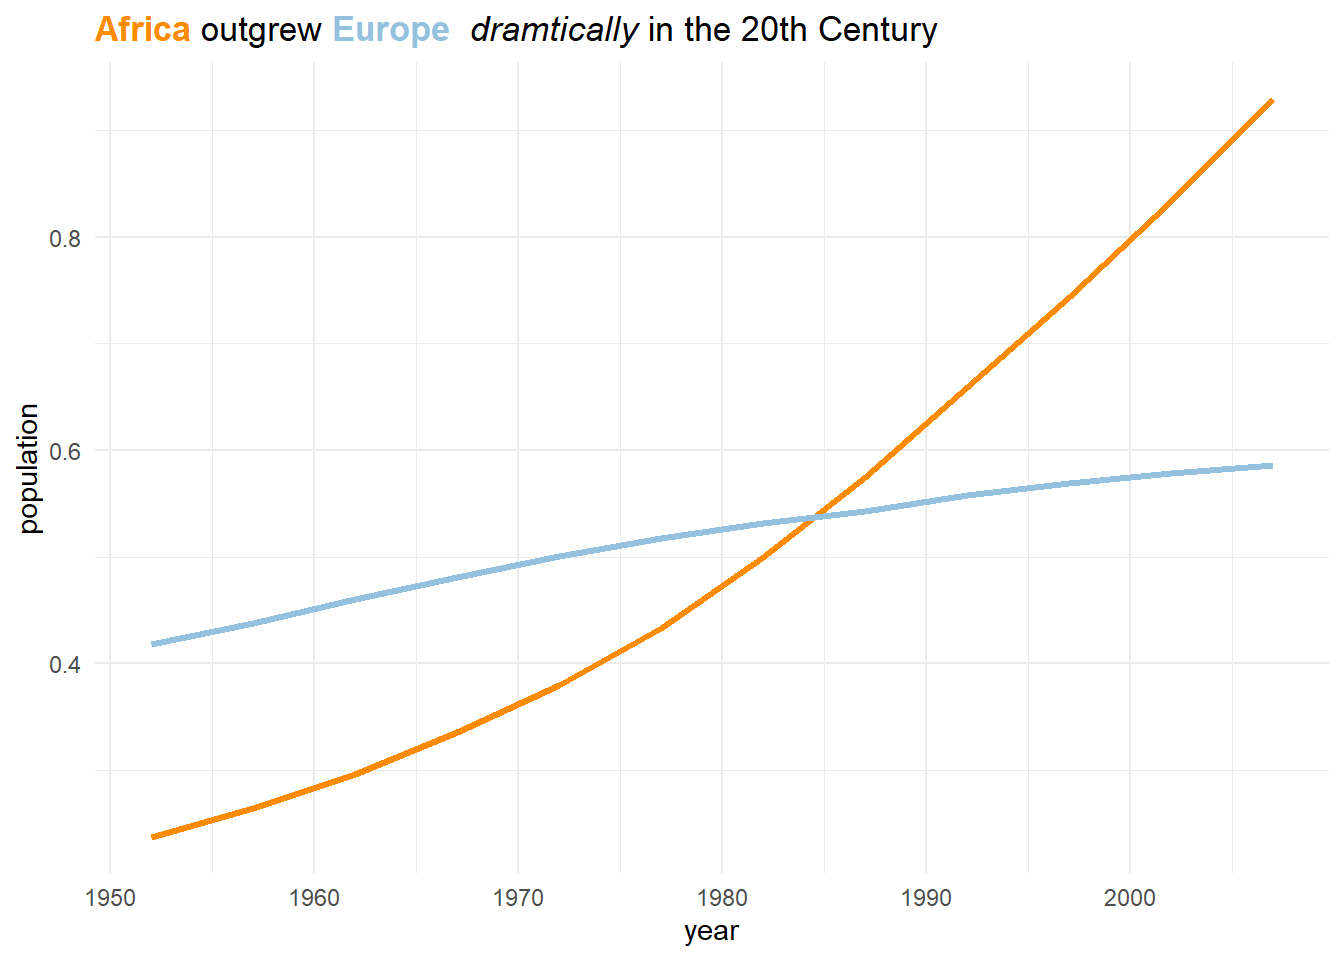 Africa outgrew Europe dramtically in the 20th Century
0.8
0.6
0.4
population
1950 1960 1970 1980 1990 2000
year